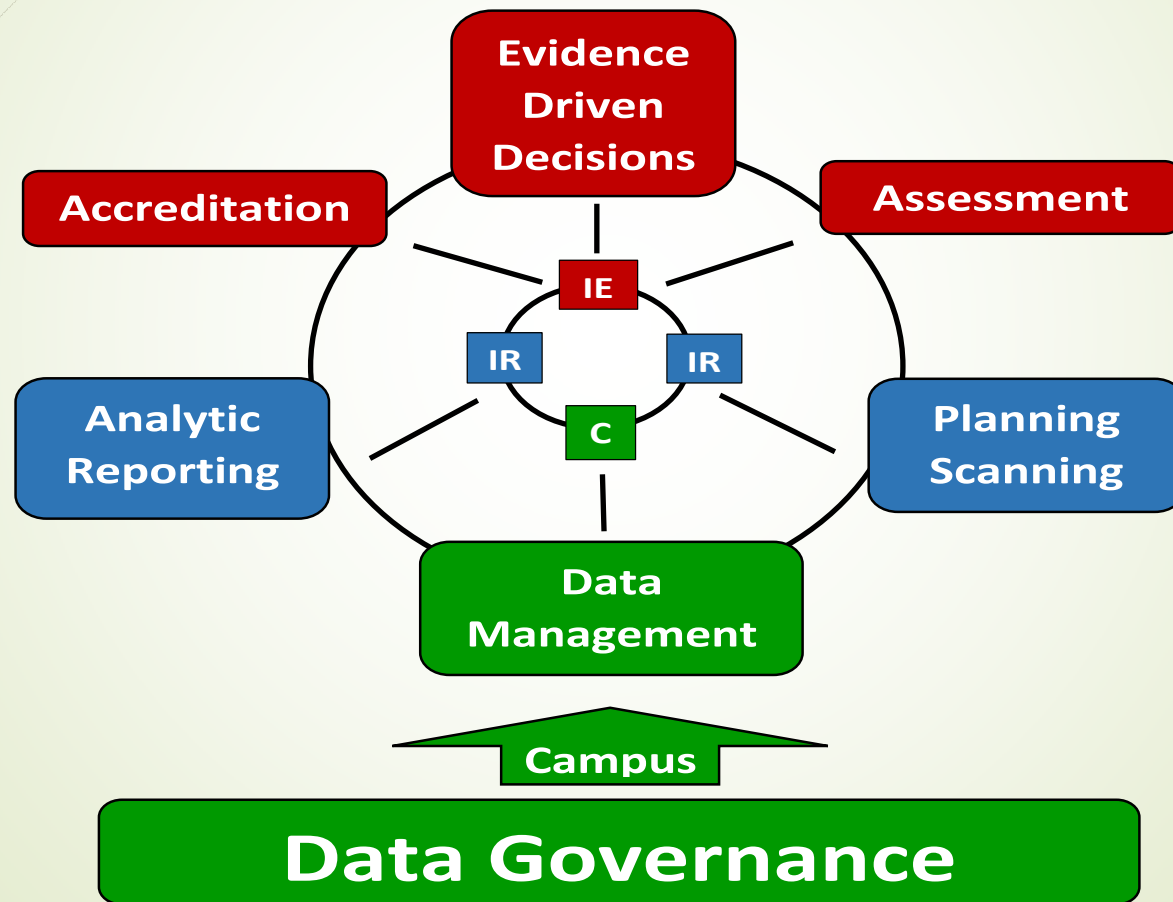 Evidence
Driven
Decisions
Accreditation
Assessment
IE
IR
IR
C
Analytic
Reporting
Planning
Scanning
Data
Management
Campus
Data Governance